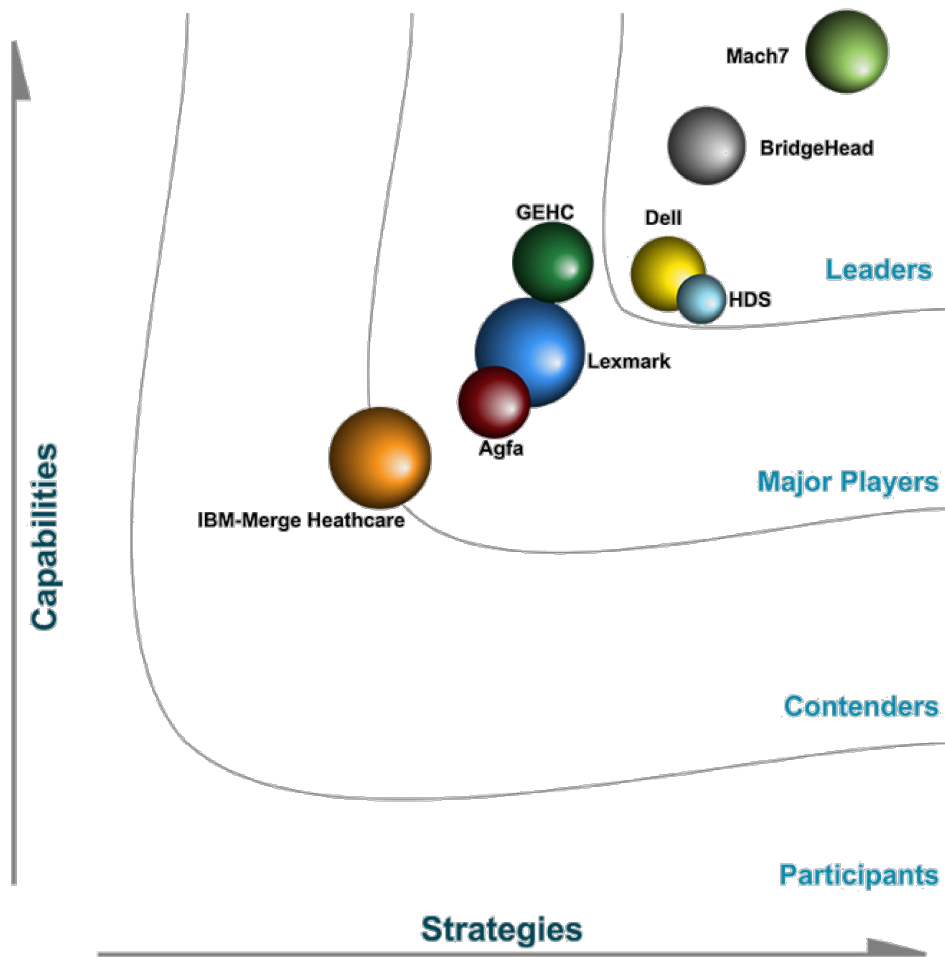 Mach7
BridgeHead
GEHC
Dell
Leaders
HDS
Lexmark
Agfa
Major Players
IBM-Merge Heathcare
Capabilities
Contenders
Participants
Strategies